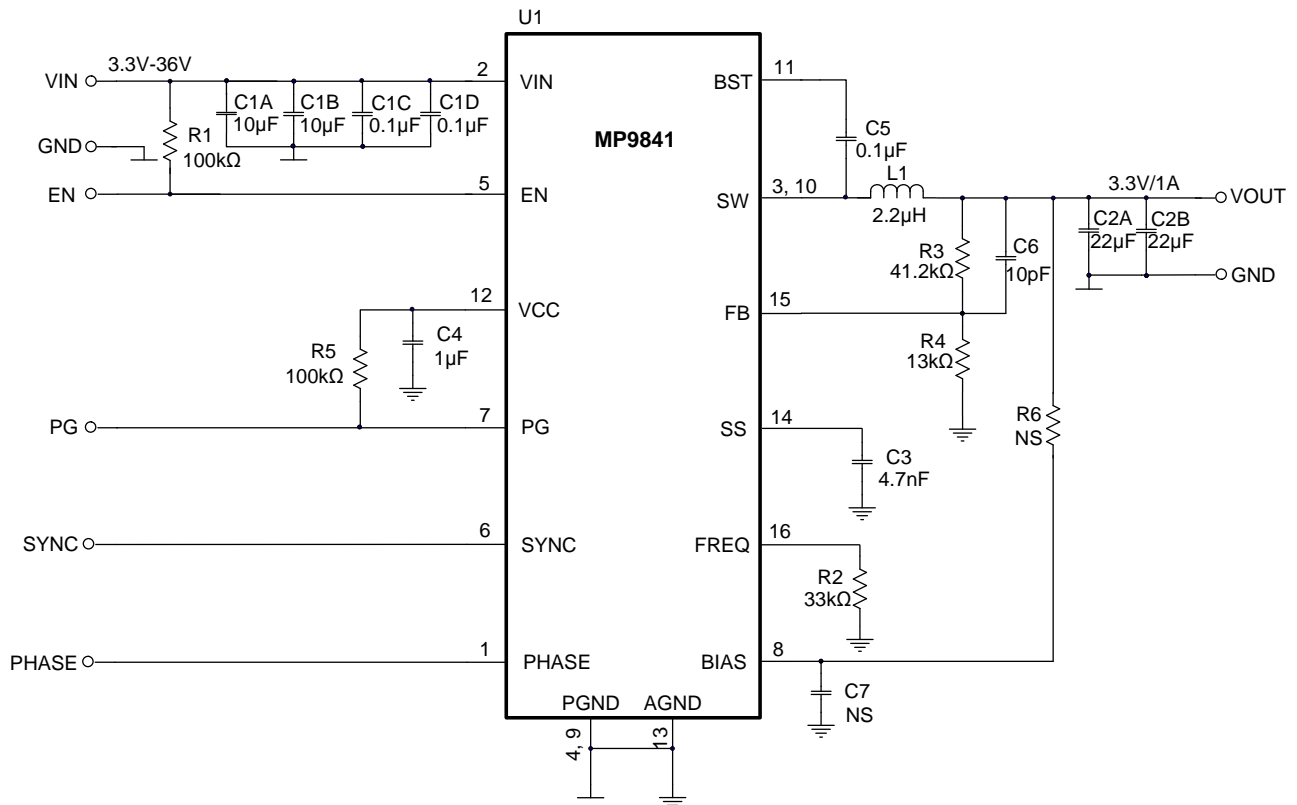 U1
MP9841
VIN
3.3V-36V
2
VIN
C1A
10µF
C1B
10µF
C1C
0.1µF
C1D
0.1µF
GND
R1
100kΩ
EN
5
EN
12
VCC
C4
1µF
R5
100kΩ
PG
7
PG
SYNC
6
SYNC
PHASE
1
PHASE
PGND
AGND
4, 9
13
BST
11
C5
0.1µF
SW
3, 10
L1
2.2µH
3.3V/1A
VOUT
C2A
22µF
C2B
22µF
GND
R3
41.2kΩ
C6
10pF
FB
15
R4
13kΩ
R6
NS
SS
14
C3
4.7nF
FREQ
16
R2
33kΩ
BIAS
8
C7
NS